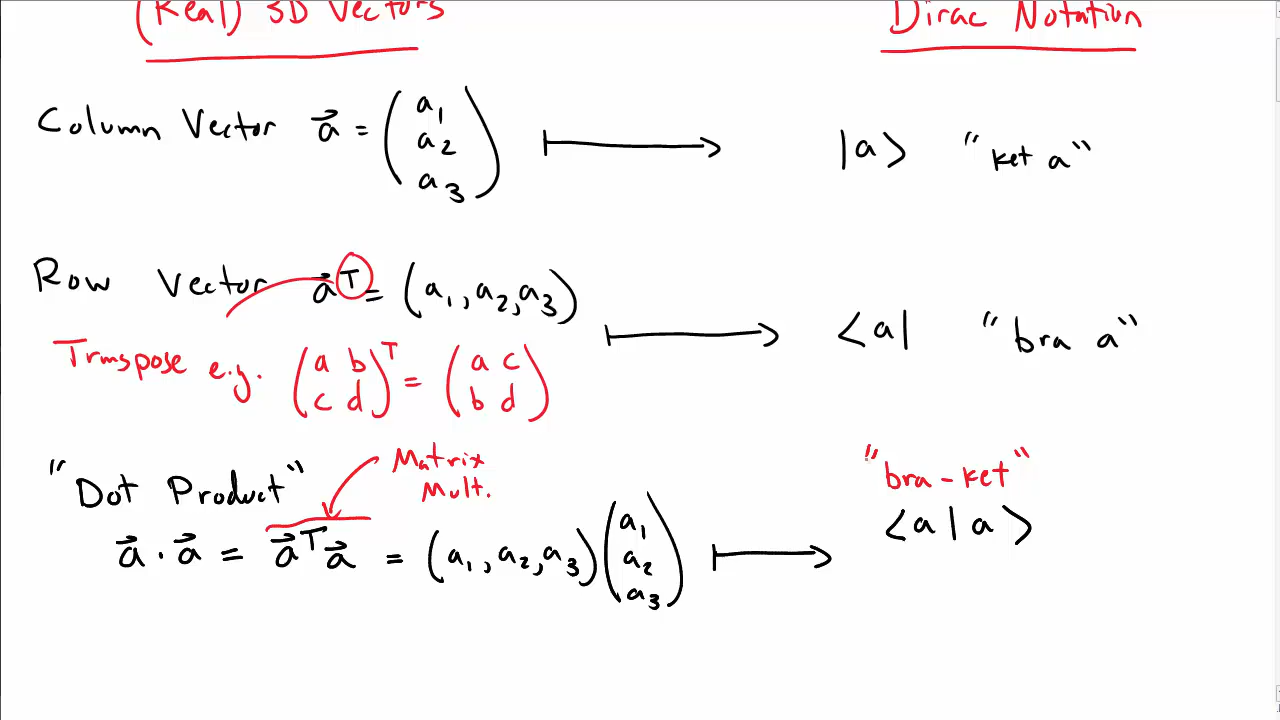 (Real) 3D Vectors
Dirac Notation
Column Vector a⃗ = (a₁ a₂ a₃) ⟼ |a⟩ "ket a"
Row Vector a⃗ᵀ = (a₁, a₂, a₃) ⟼ ⟨a| "bra a"
Trnspose e.g. (a b
c d)ᵀ = (a c
b d)
"Dot Product"
Matrix
Mult.
"bra-ket"
a⃗ · a⃗ = a⃗ᵀa⃗ = (a₁, a₂, a₃)(a₁ a₂ a₃) ⟼ ⟨a|a⟩